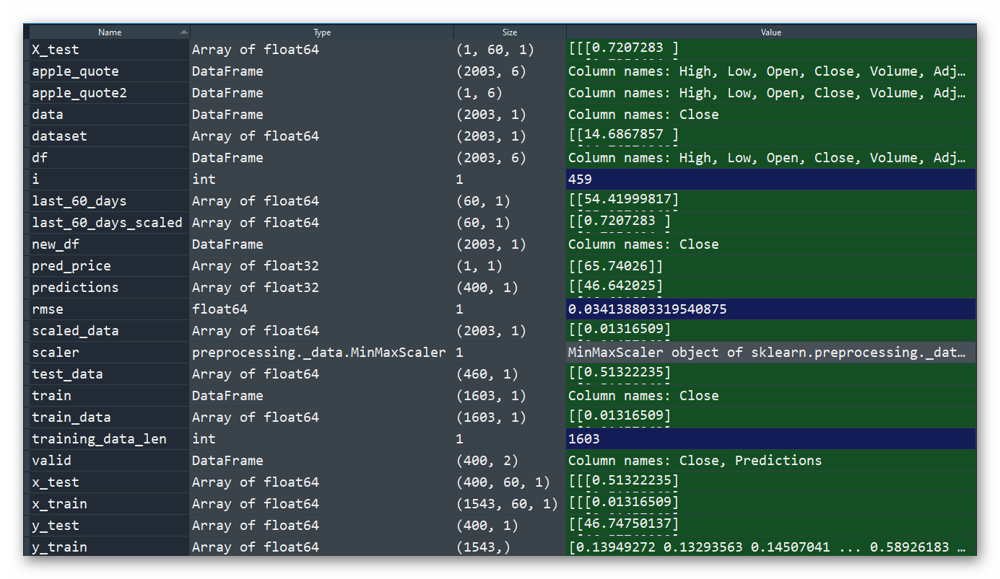 Name Type Size Value
X_test Array of float64 (1, 60, 1) [[[0.7207283 ]
apple_quote DataFrame (2003, 6) Column names: High, Low, Open, Close, Volume, Adj…
apple_quote2 DataFrame (1, 6) Column names: High, Low, Open, Close, Volume, Adj…
data DataFrame (2003, 1) Column names: Close
dataset Array of float64 (2003, 1) [[14.6867857 ]
df DataFrame (2003, 6) Column names: High, Low, Open, Close, Volume, Adj…
i int 1 459
last_60_days Array of float64 (60, 1) [[54.41999817]
last_60_days_scaled Array of float64 (60, 1) [[0.7207283 ]
new_df DataFrame (2003, 1) Column names: Close
pred_price Array of float32 (1, 1) [[65.74026]]
predictions Array of float32 (400, 1) [[46.642025]
rmse float64 1 0.034138803319540875
scaled_data Array of float64 (2003, 1) [[0.01316509]
scaler preprocessing._data.MinMaxScaler 1 MinMaxScaler object of sklearn.preprocessing._dat…
test_data Array of float64 (460, 1) [[0.51322235]
train DataFrame (1603, 1) Column names: Close
train_data Array of float64 (1603, 1) [[0.01316509]
training_data_len int 1 1603
valid DataFrame (400, 2) Column names: Close, Predictions
x_test Array of float64 (400, 60, 1) [[[0.51322235]
x_train Array of float64 (1543, 60, 1) [[[0.01316509]
y_test Array of float64 (400, 1) [[46.74750137]
y_train Array of float64 (1543,) [0.13949272 0.13293563 0.14507041 ... 0.58926183 …